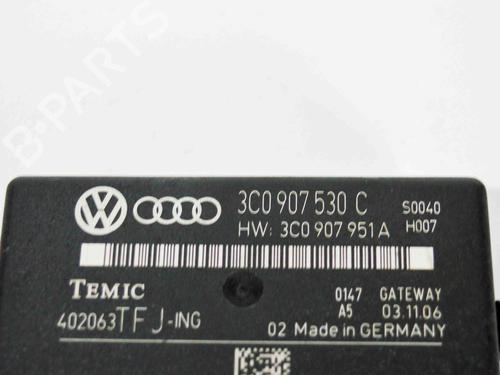 B-PARTS
3C0 907 530 C S0040
HW: 3C0 907 951 A H007
TEMIC 0147 GATEWAY
402063TFJ-ING A5 03.11.06
02 Made in GERMANY